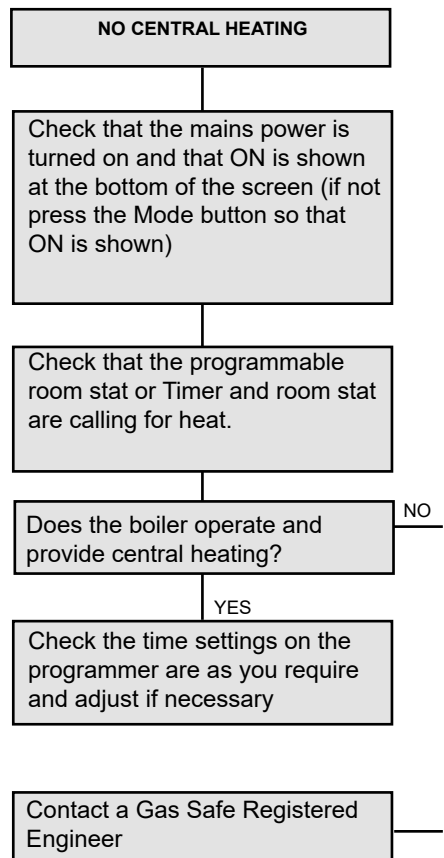 NO CENTRAL HEATING
Check that the mains power is
turned on and that ON is shown
at the bottom of the screen (if not
press the Mode button so that
ON is shown)
Check that the programmable
room stat or Timer and room stat
are calling for heat.
Does the boiler operate and
provide central heating?
NO
YES
Check the time settings on the
programmer are as you require
and adjust if necessary
Contact a Gas Safe Registered
Engineer